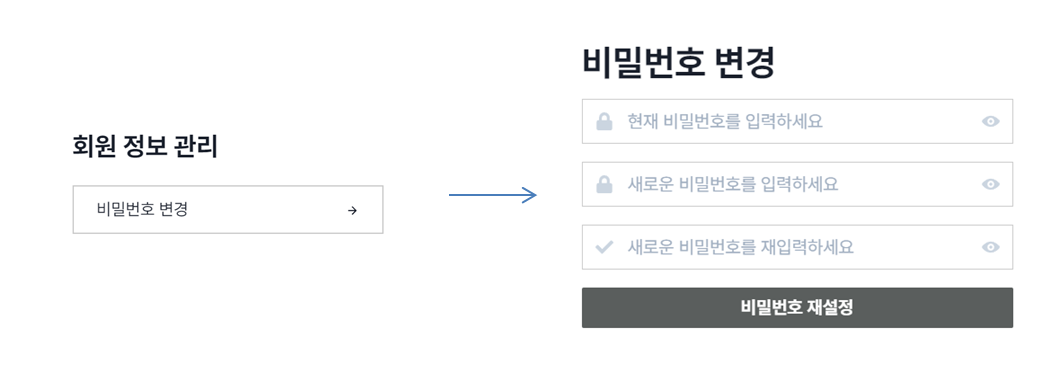 회원 정보 관리
비밀번호 변경
비밀번호 변경
현재 비밀번호를 입력하세요
새로운 비밀번호를 입력하세요
새로운 비밀번호를 재입력하세요
비밀번호 재설정